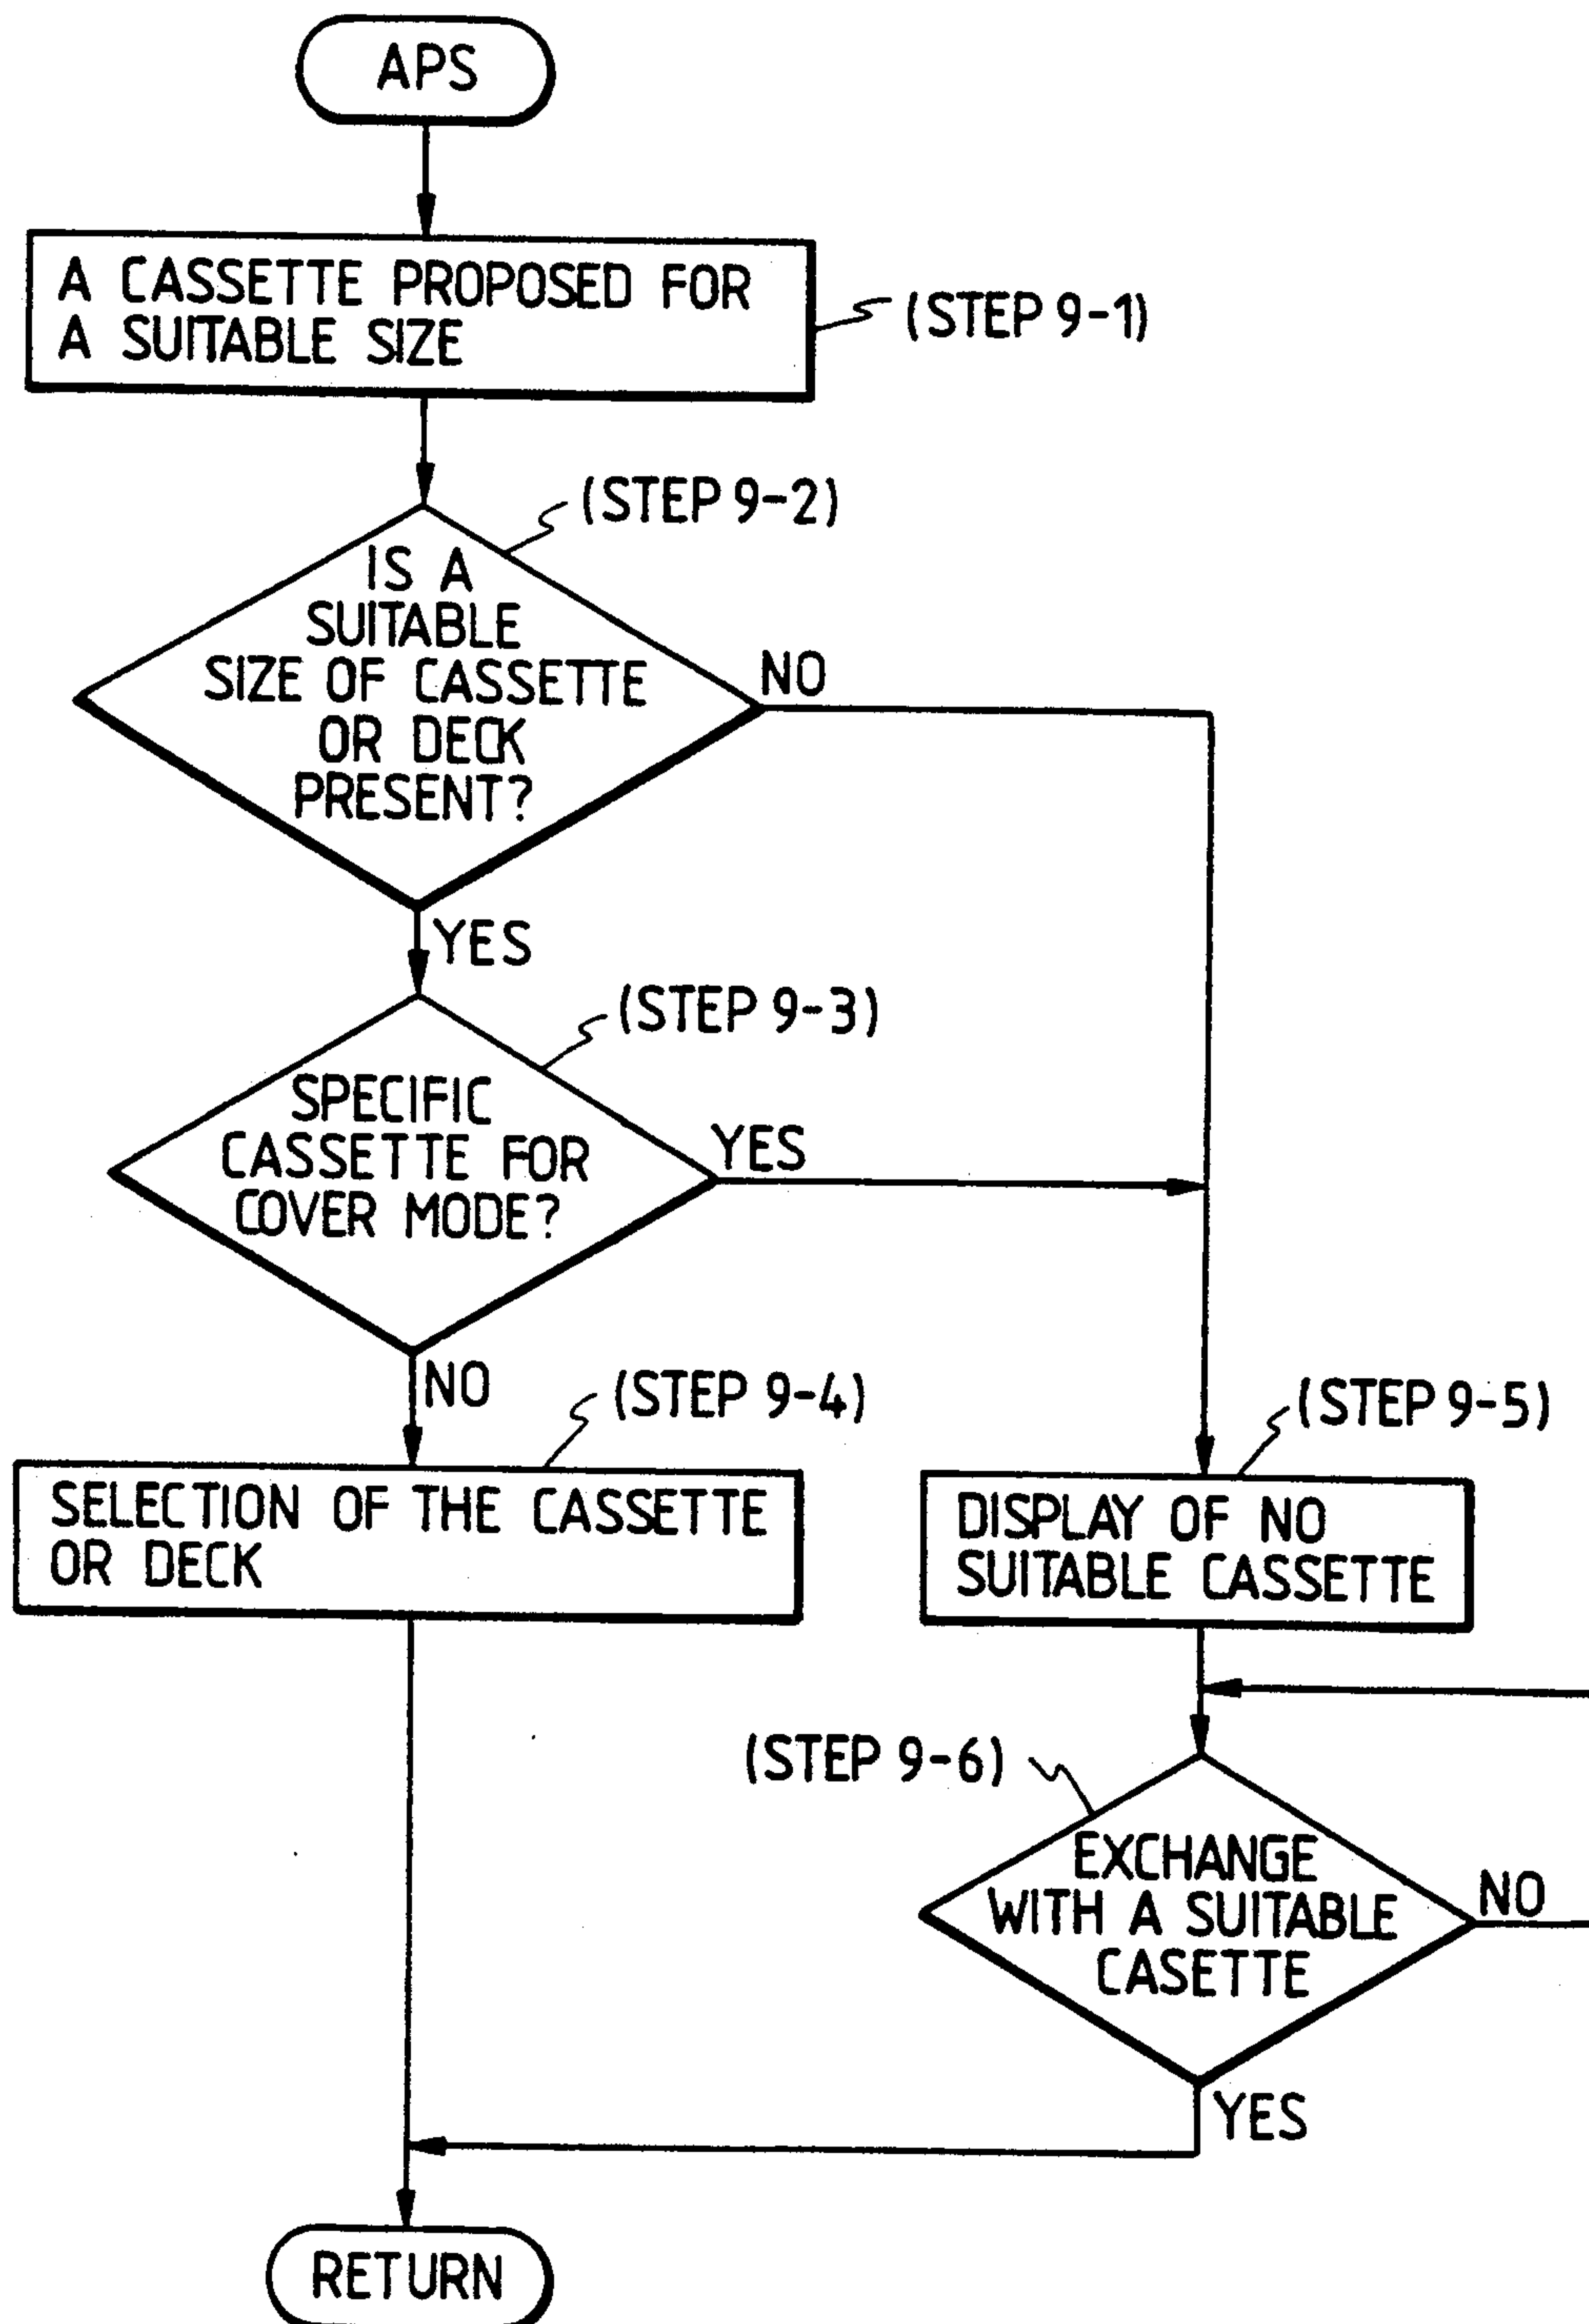 APS
A CASSETTE PROPOSED FOR
A SUITABLE SIZE
(STEP 9-1)
(STEP 9-2)
IS A
SUITABLE
SIZE OF CASSETTE
OR DECK
PRESENT?
NO
YES
(STEP 9-3)
SPECIFIC
CASSETTE FOR
COVER MODE?
YES
NO
(STEP 9-4)
SELECTION OF THE CASSETTE
OR DECK
(STEP 9-5)
DISPLAY OF NO
SUITABLE CASSETTE
(STEP 9-6)
EXCHANGE
WITH A SUITABLE
CASETTE
NO
YES
RETURN